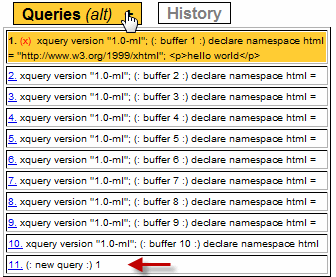 Queries (alt)
History
1. (x) xquery version "1.0-ml"; (: buffer 1 :) declare namespace html
= "http://www.w3.org/1999/xhtml"; <p>hello world</p>
2. xquery version "1.0-ml"; (: buffer 2 :) declare namespace html =
3. xquery version "1.0-ml"; (: buffer 3 :) declare namespace html =
4. xquery version "1.0-ml"; (: buffer 4 :) declare namespace html =
5. xquery version "1.0-ml"; (: buffer 5 :) declare namespace html =
6. xquery version "1.0-ml"; (: buffer 6 :) declare namespace html =
7. xquery version "1.0-ml"; (: buffer 7 :) declare namespace html =
8. xquery version "1.0-ml"; (: buffer 8 :) declare namespace html =
9. xquery version "1.0-ml"; (: buffer 9 :) declare namespace html =
10. xquery version "1.0-ml"; (: buffer 10 :) declare namespace html
11. (: new query :) 1